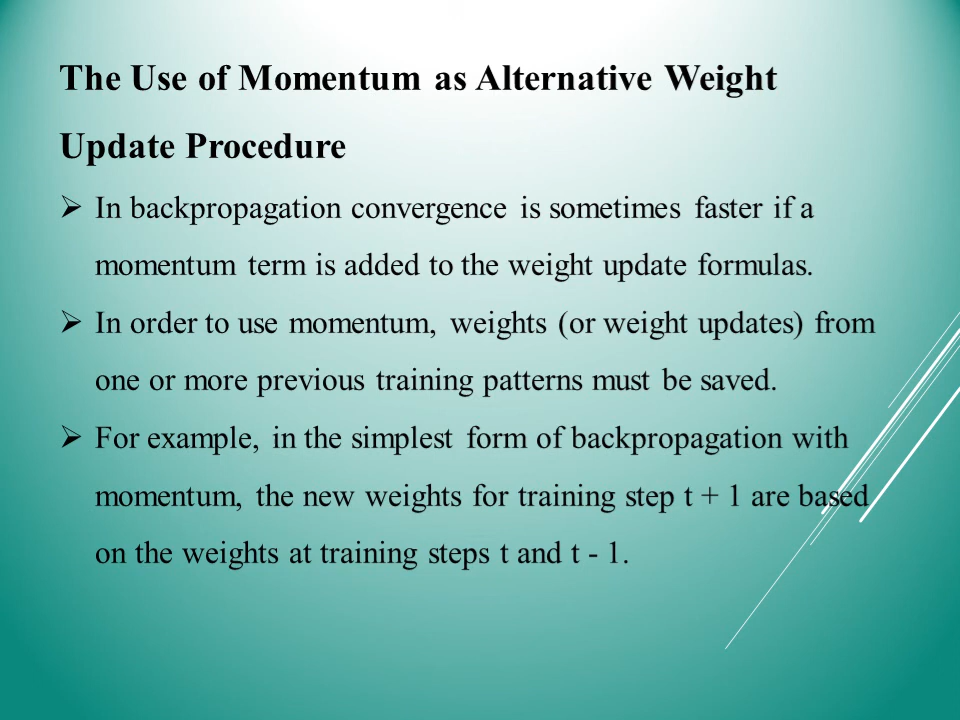 The Use of Momentum as Alternative Weight
Update Procedure
➢ In backpropagation convergence is sometimes faster if a
momentum term is added to the weight update formulas.
➢ In order to use momentum, weights (or weight updates) from
one or more previous training patterns must be saved.
➢ For example, in the simplest form of backpropagation with
momentum, the new weights for training step t + 1 are based
on the weights at training steps t and t - 1.